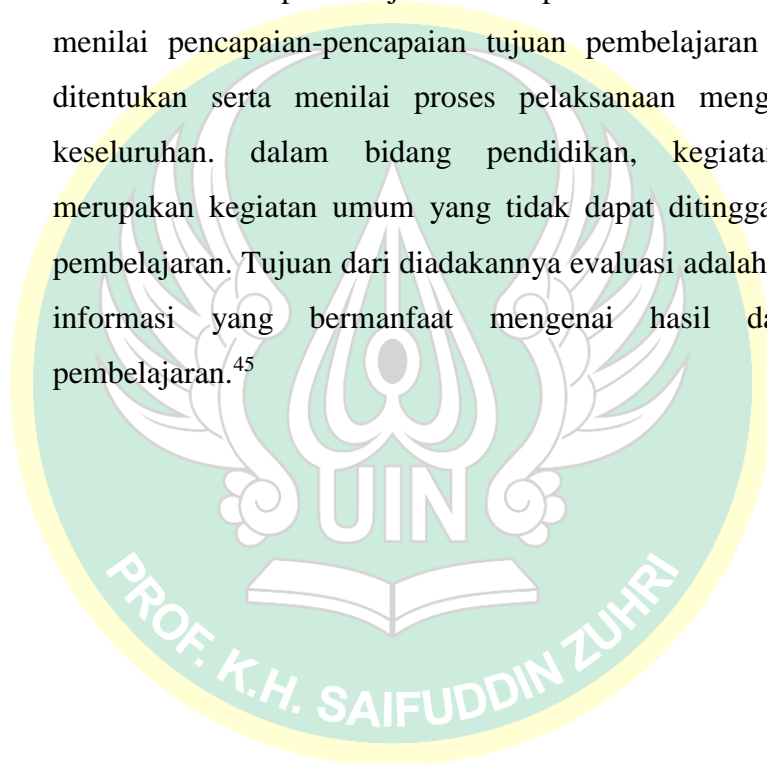 menilai pencapaian-pencapaian tujuan pembelajaran
ditentukan serta menilai proses pelaksanaan meng
keseluruhan. dalam bidang pendidikan, kegiatan
merupakan kegiatan umum yang tidak dapat ditingga
pembelajaran. Tujuan dari diadakannya evaluasi adalah
informasi yang bermanfaat mengenai hasil da
pembelajaran.45
UIN
PROF. K.H. SAIFUDDIN ZUHRI